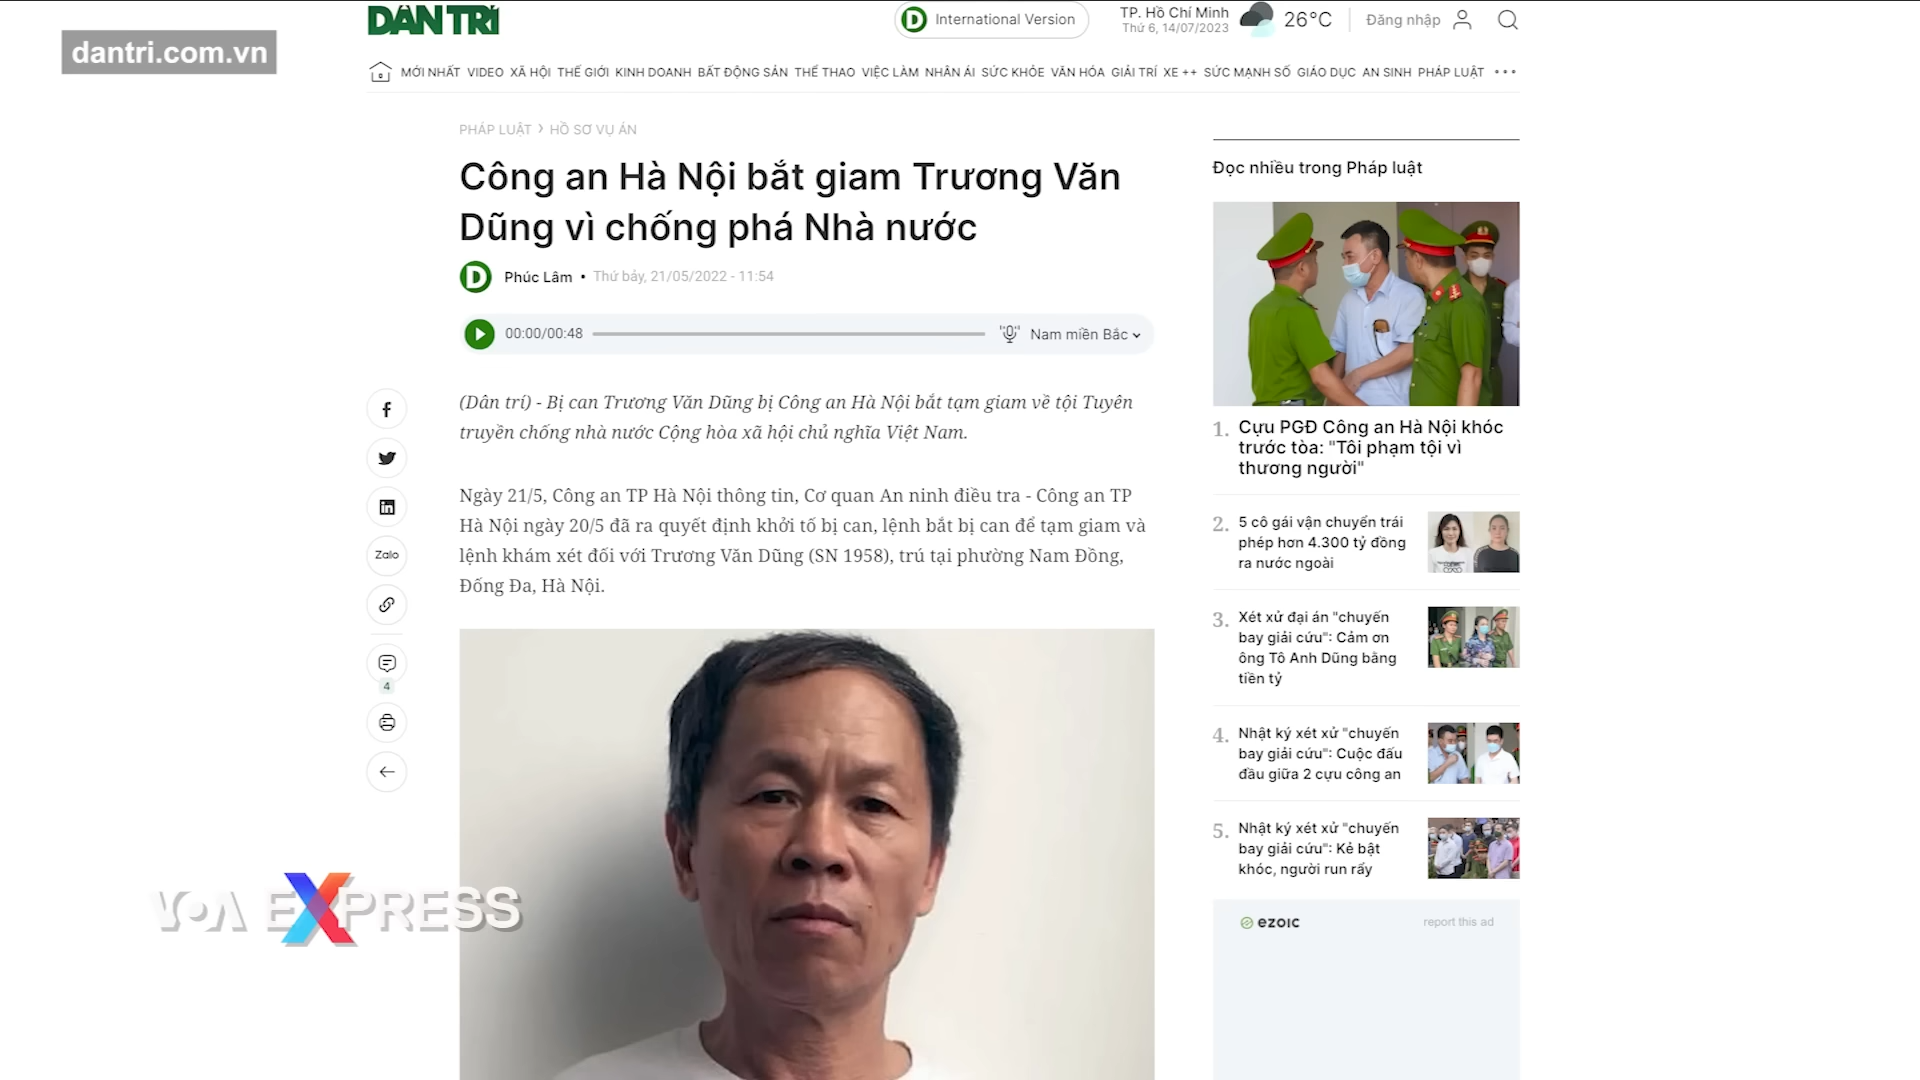 dantri.com.vn
DÂN TRÍ
International Version
TP. Hồ Chí Minh
Thứ 6, 14/07/2023
26°C
Đăng nhập
MỚI NHẤT VIDEO XÃ HỘI THẾ GIỚI KINH DOANH BẤT ĐỘNG SẢN THỂ THAO VIỆC LÀM NHÂN ÁI SỨC KHỎE VĂN HÓA GIẢI TRÍ XE ++ SỨC MẠNH SỐ GIÁO DỤC AN SINH PHÁP LUẬT
PHÁP LUẬT › HỒ SƠ VỤ ÁN
Công an Hà Nội bắt giam Trương Văn
Dũng vì chống phá Nhà nước
D
Phúc Lâm • Thứ bảy, 21/05/2022 - 11:54
00:00/00:48
Nam miền Bắc
(Dân trí) - Bị can Trương Văn Dũng bị Công an Hà Nội bắt tạm giam về tội Tuyên
truyền chống nhà nước Cộng hòa xã hội chủ nghĩa Việt Nam.
Ngày 21/5, Công an TP Hà Nội thông tin, Cơ quan An ninh điều tra - Công an TP
Hà Nội ngày 20/5 đã ra quyết định khởi tố bị can, lệnh bắt bị can để tạm giam và
lệnh khám xét đối với Trương Văn Dũng (SN 1958), trú tại phường Nam Đồng,
Đống Đa, Hà Nội.
Zalo
4
VOA EXPRESS
Đọc nhiều trong Pháp luật
1. Cựu PGĐ Công an Hà Nội khóc
trước tòa: "Tôi phạm tội vì
thương người"
2. 5 cô gái vận chuyển trái
phép hơn 4.300 tỷ đồng
ra nước ngoài
3. Xét xử đại án "chuyến
bay giải cứu": Cảm ơn
ông Tô Anh Dũng bằng
tiền tỷ
4. Nhật ký xét xử "chuyến
bay giải cứu": Cuộc đấu
đầu giữa 2 cựu công an
5. Nhật ký xét xử "chuyến
bay giải cứu": Kẻ bật
khóc, người run rẩy
ezoic
report this ad